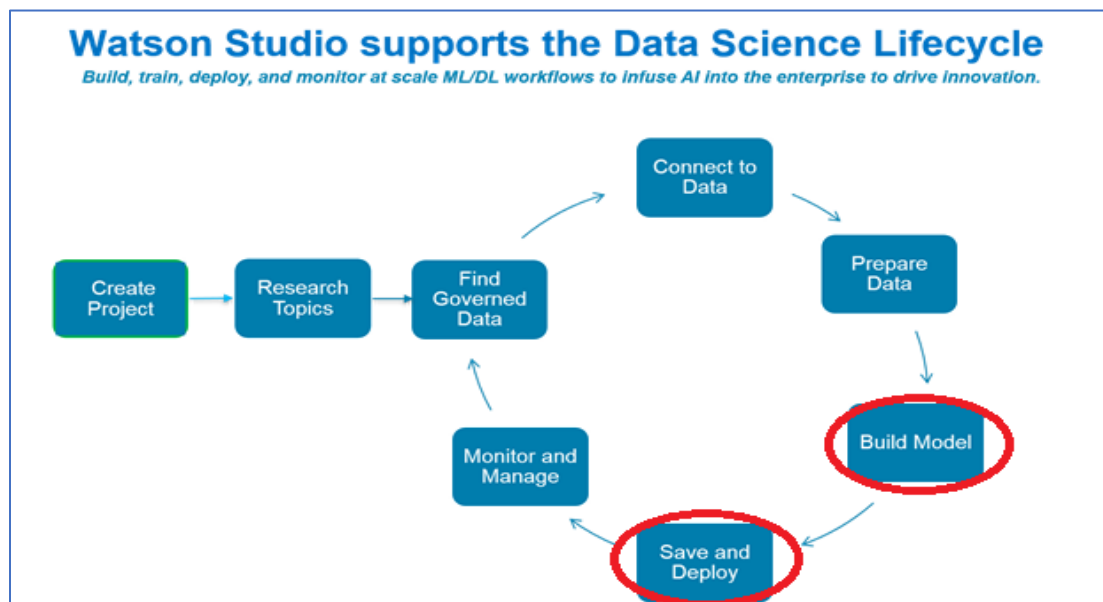 Watson Studio supports the Data Science Lifecycle
Build, train, deploy, and monitor at scale ML/DL workflows to infuse AI into the enterprise to drive innovation.
Create
Project
Research
Topics
Find
Governed
Data
Connect to
Data
Prepare
Data
Build Model
Save and
Deploy
Monitor and
Manage